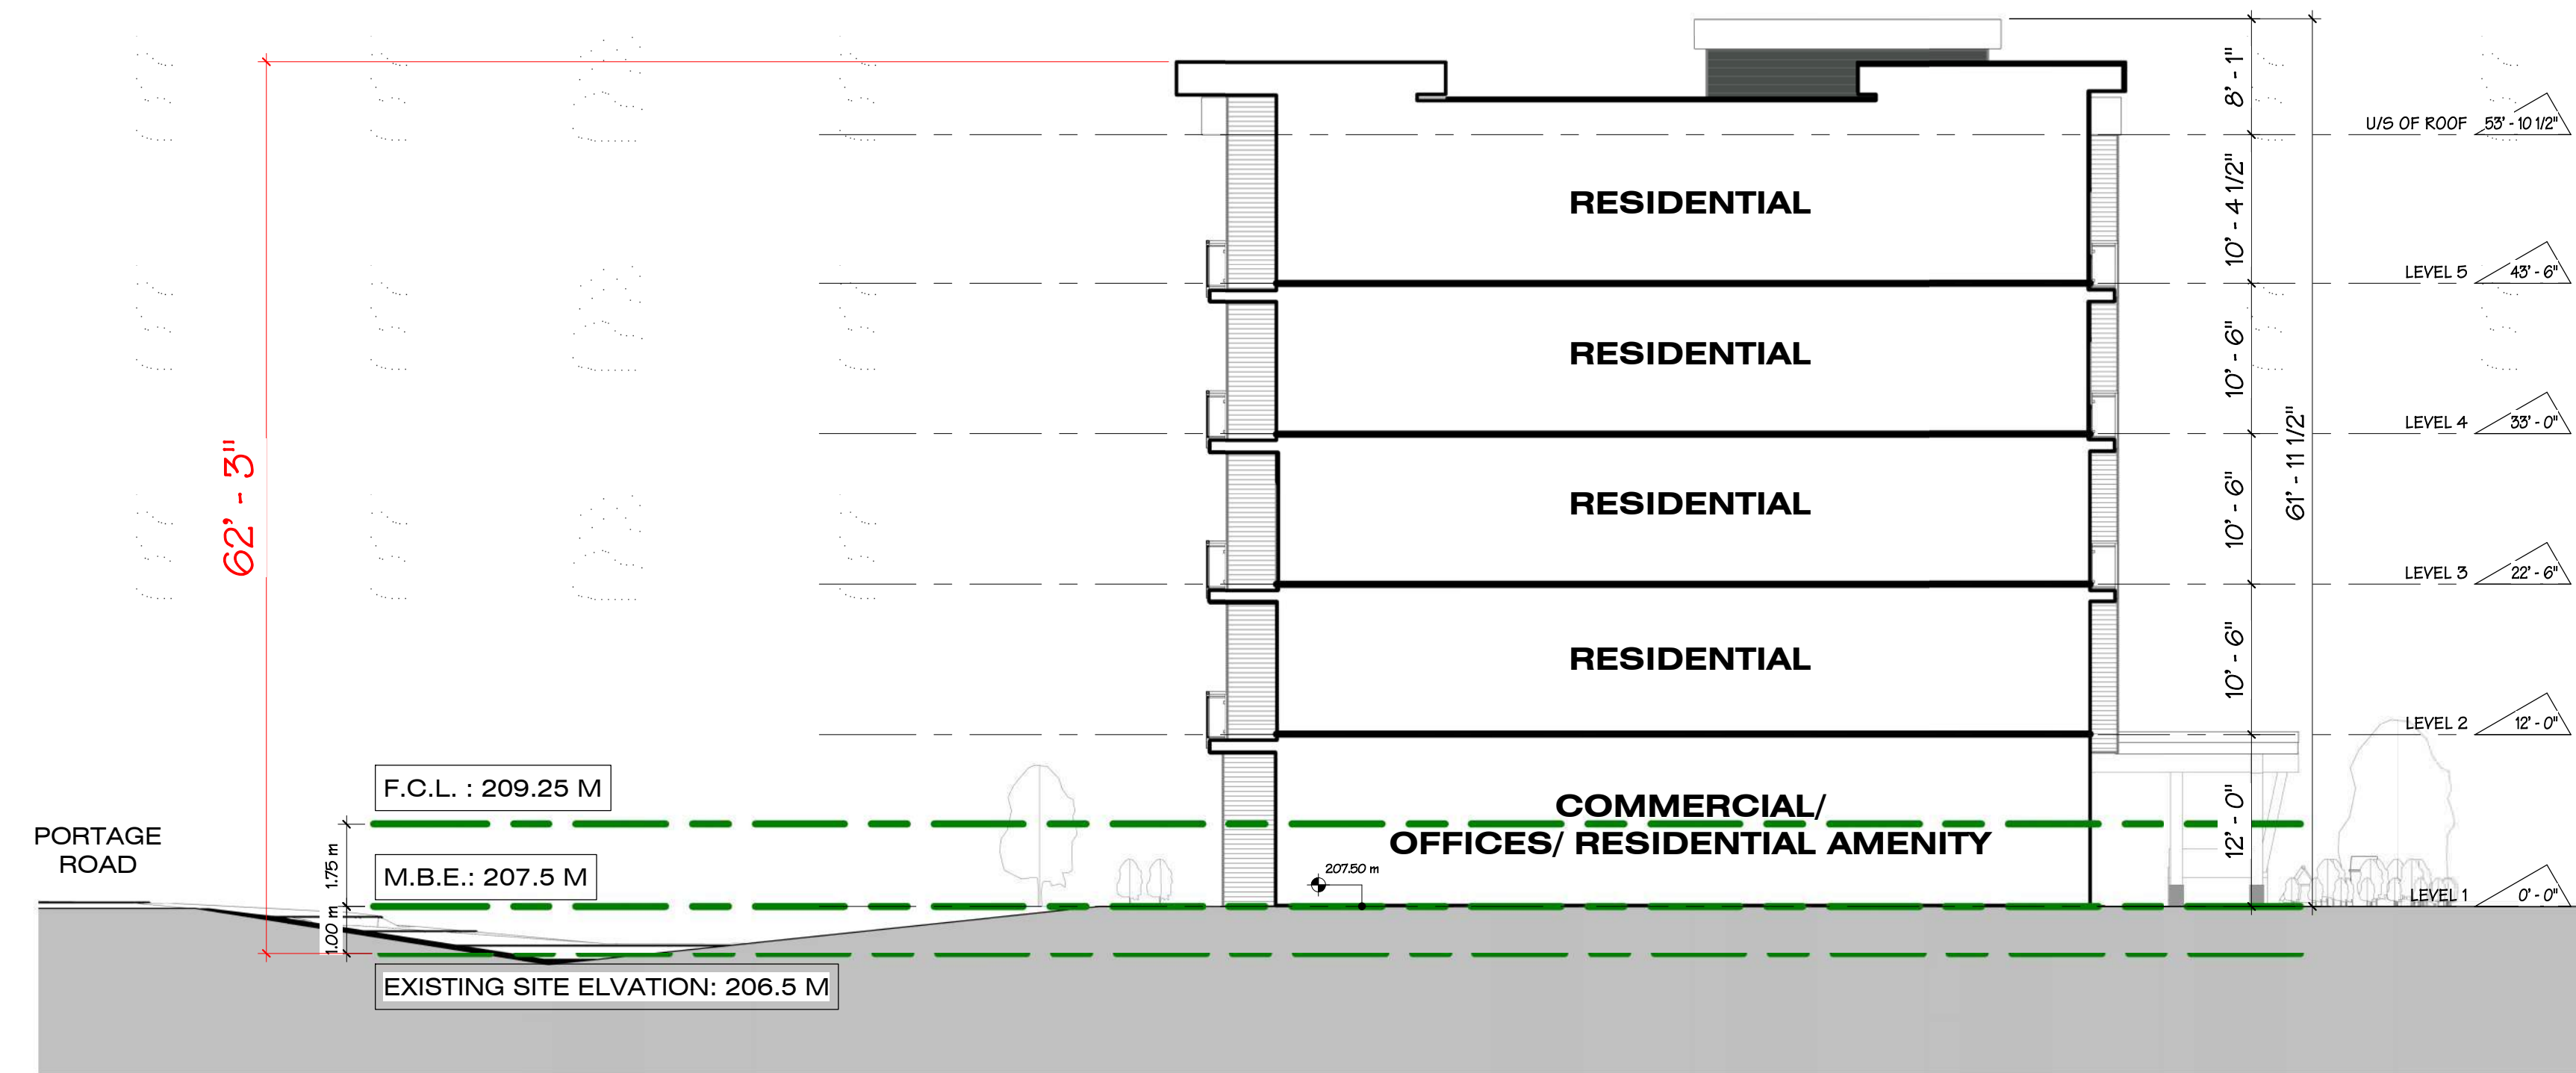 8' - 1"
U/S OF ROOF 53' - 10 1/2"
10' - 4 1/2"
RESIDENTIAL
LEVEL 5 43' - 6"
10' - 6"
RESIDENTIAL
LEVEL 4 33' - 0"
61' - 11 1/2"
62' - 3"
10' - 6"
RESIDENTIAL
LEVEL 3 22' - 6"
10' - 6"
RESIDENTIAL
LEVEL 2 12' - 0"
F.C.L. : 209.25 M
COMMERCIAL/
OFFICES/ RESIDENTIAL AMENITY
12' - 0"
PORTAGE
ROAD
1.75 m
M.B.E.: 207.5 M
207.50 m
LEVEL 1 0' - 0"
1.00 m
EXISTING SITE ELVATION: 206.5 M